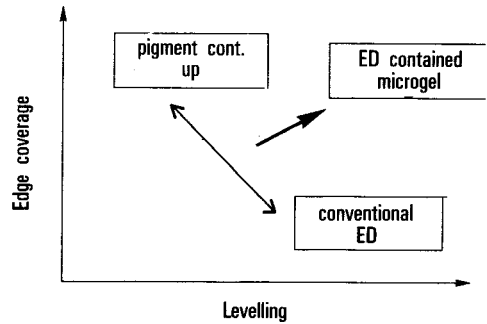 pigment cont.
up
ED contained
microgel
Edge coverage
conventional
ED
Levelling